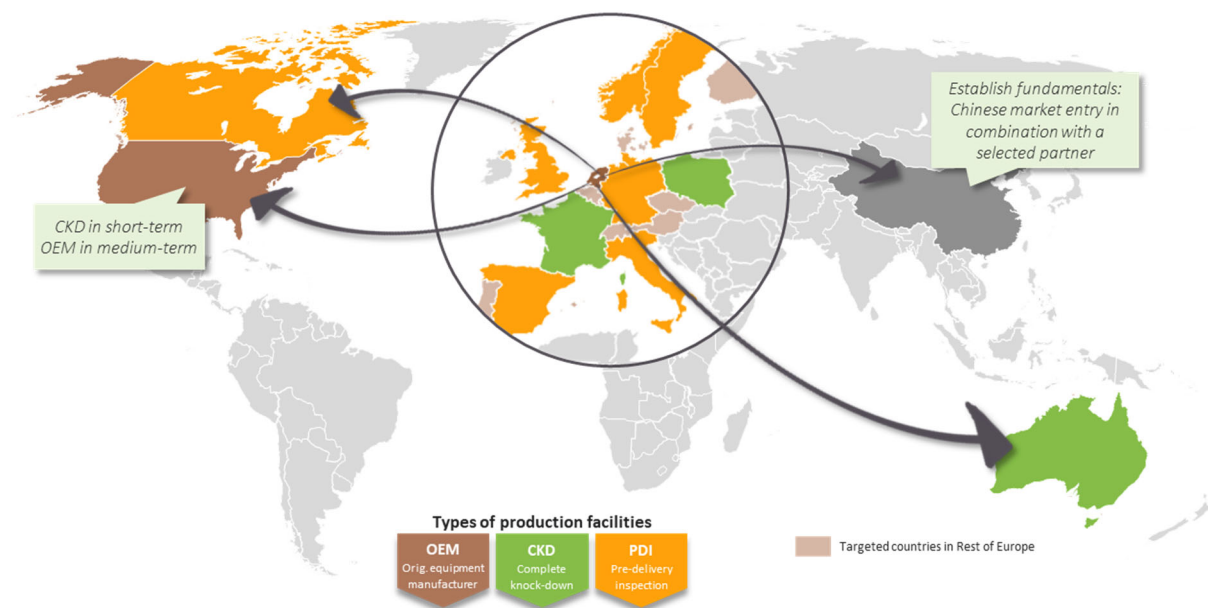 Establish fundamentals:
Chinese market entry in
combination with a
selected partner
CKD in short-term
OEM in medium-term
Types of production facilities
OEM
Orig. equipment
manufacturer
CKD
Complete
knock-down
PDI
Pre-delivery
inspection
Targeted countries in Rest of Europe